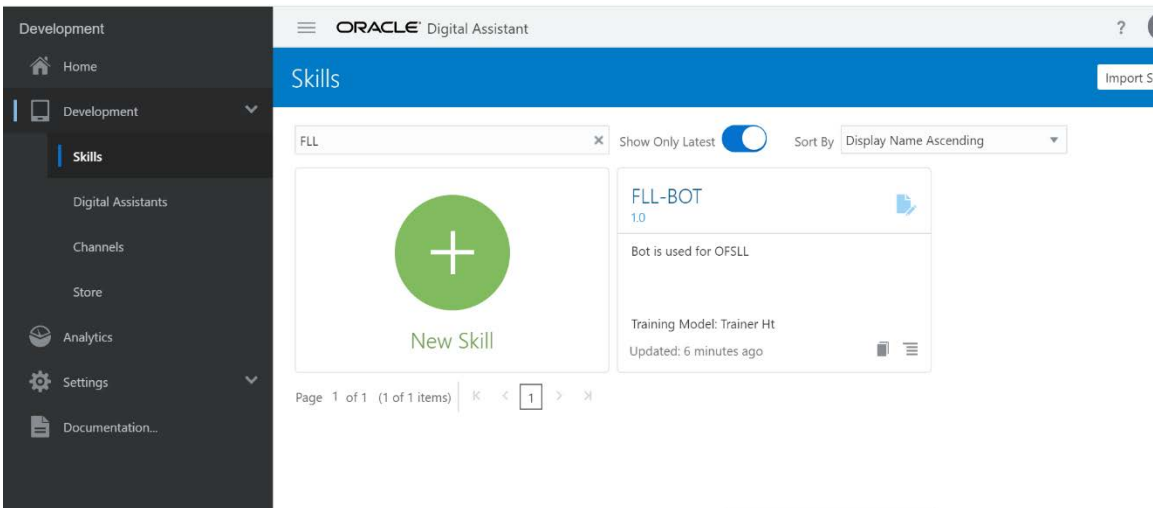 Development
Home
Development
Skills
Digital Assistants
Channels
Store
Analytics
Settings
Documentation...
ORACLE Digital Assistant
?
Skills
Import S
FLL
Show Only Latest
Sort By Display Name Ascending
New Skill
FLL-BOT
1.0
Bot is used for OFSLL
Training Model: Trainer Ht
Updated: 6 minutes ago
Page 1 of 1 (1 of 1 items) K < 1 > K